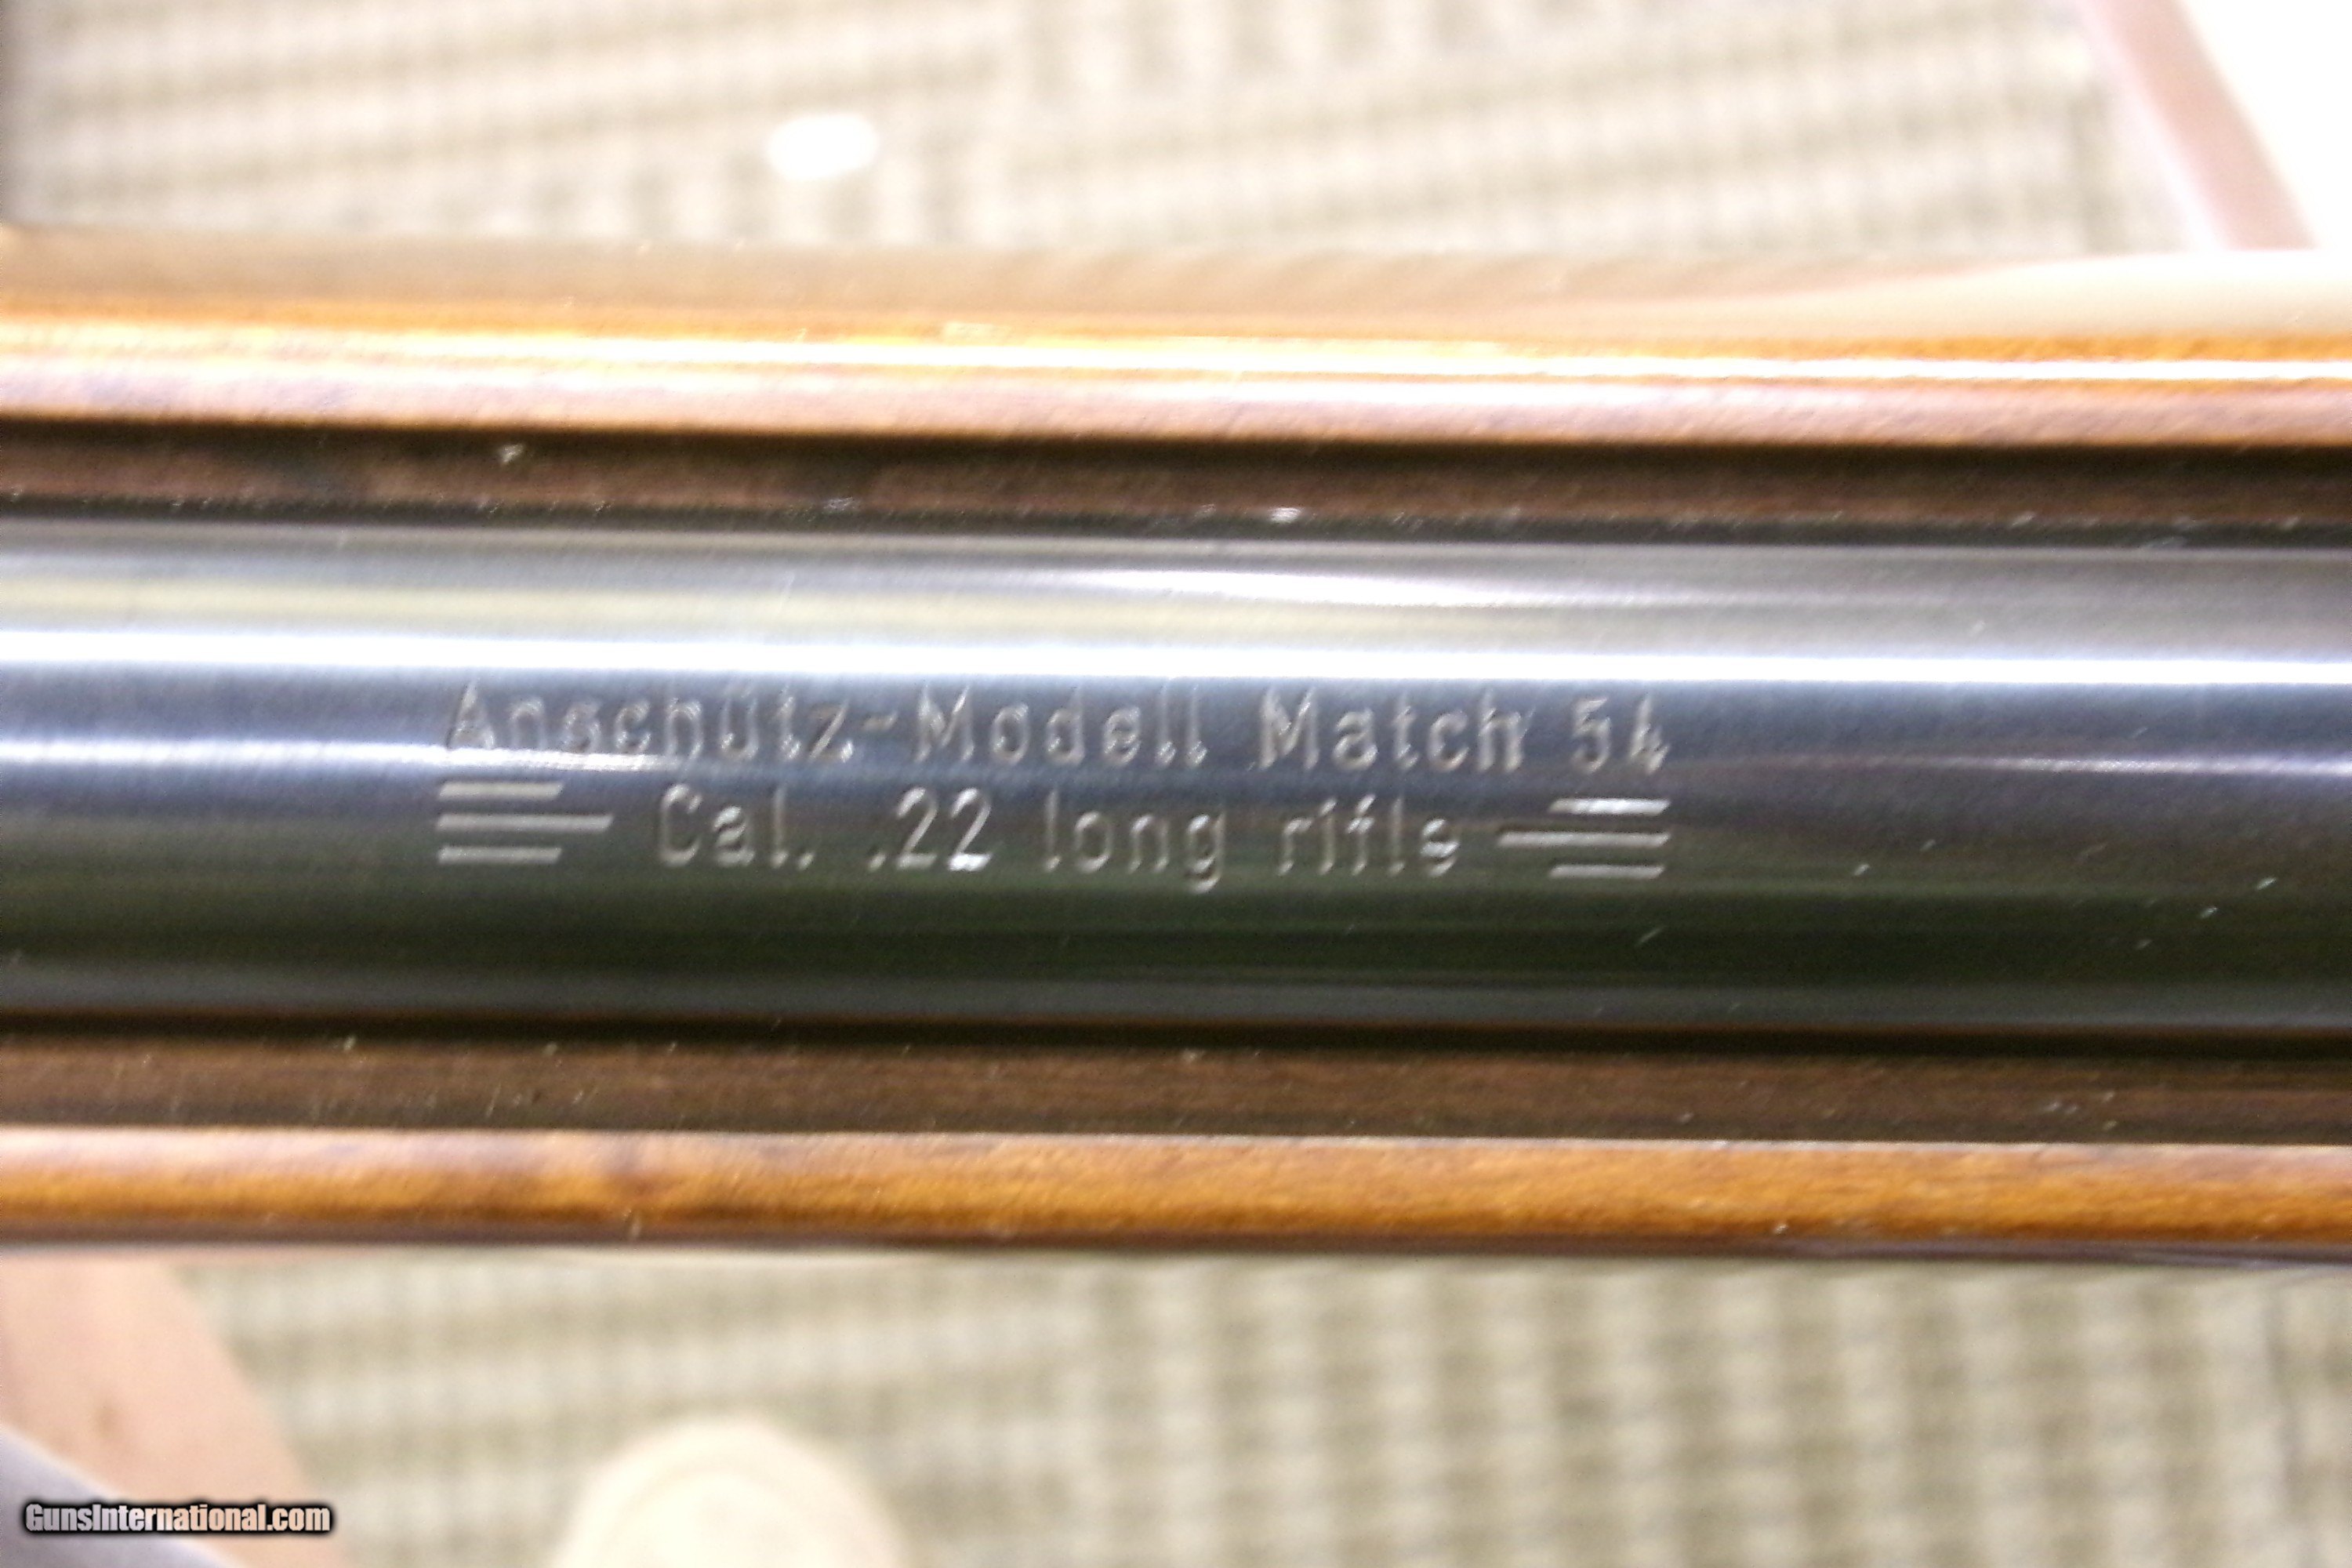 Anschütz-Modell Match 54
Cal. .22 long rifle
GunsInternational.com